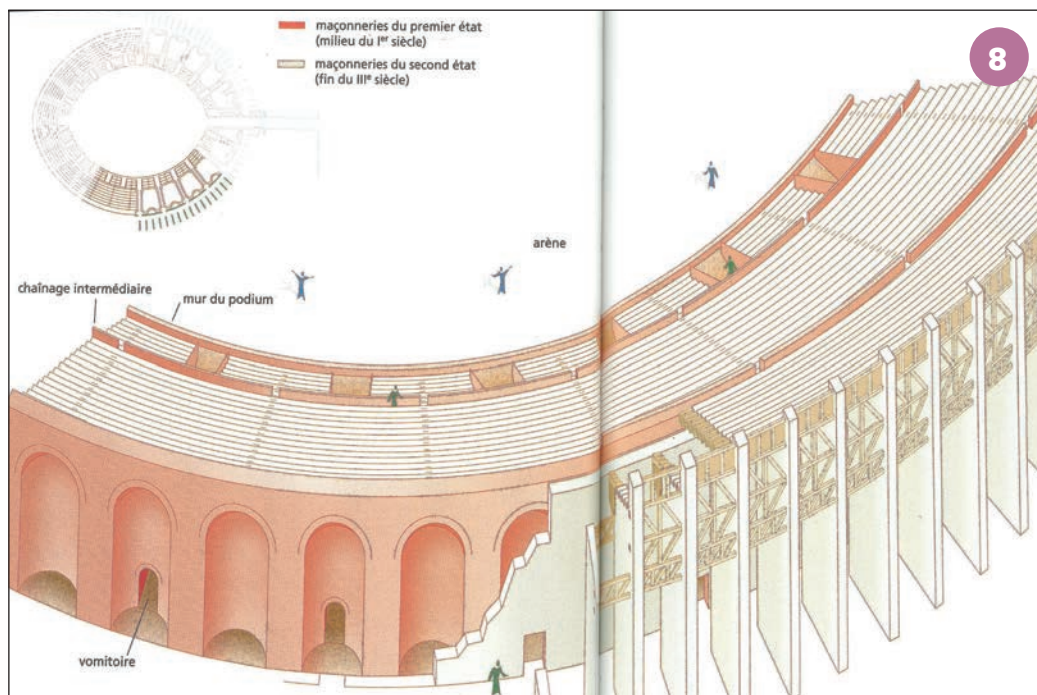 maçonneries du premier état
(milieu du Ier siècle)
maçonneries du second état
(fin du IIIe siècle)
8
arène
chaînage intermédiaire
mur du podium
vomitoire